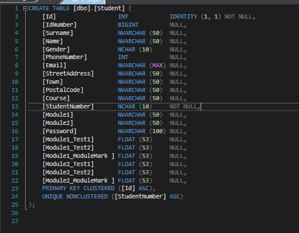 1 CREATE TABLE [dbo].[Student] (
2 [Id] INT IDENTITY (1, 1) NOT NULL,
3 [IdNumber] BIGINT NULL,
4 [Surname] NVARCHAR (50) NULL,
5 [Name] NVARCHAR (50) NULL,
6 [Gender] NCHAR (10) NULL,
7 [PhoneNumber] INT NULL,
8 [Email] NVARCHAR (MAX) NULL,
9 [StreetAddress] NVARCHAR (50) NULL,
10 [Town] NVARCHAR (50) NULL,
11 [PostalCode] NVARCHAR (50) NULL,
12 [Course] NVARCHAR (50) NULL,
13 [StudentNumber] NCHAR (10) NOT NULL,
14 [Module1] NVARCHAR (50) NULL,
15 [Module2] NVARCHAR (50) NULL,
16 [Password] NVARCHAR (100) NULL,
17 [Module1_Test1] FLOAT (53) NULL,
18 [Module1_Test2] FLOAT (53) NULL,
19 [Module1_ModuleMark ] FLOAT (53) NULL,
20 [Module2_Test1] FLOAT (53) NULL,
21 [Module2_Test2] FLOAT (53) NULL,
22 [Module2_ModuleMark ] FLOAT (53) NULL,
23 PRIMARY KEY CLUSTERED ([Id] ASC),
24 UNIQUE NONCLUSTERED ([StudentNumber] ASC)
25 );
26
27